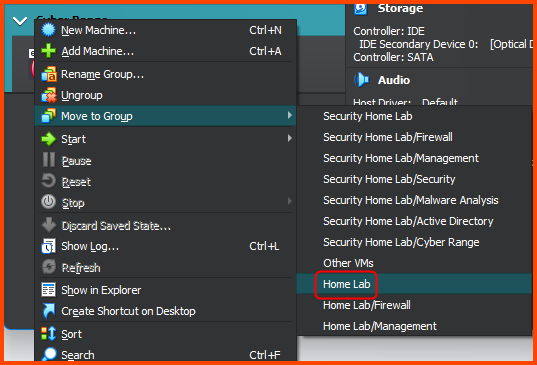 Cyber Range
New Machine... Ctrl+N
Add Machine... Ctrl+A
Rename Group...
Ungroup
Move to Group
Start
Pause
Reset
Stop
Discard Saved State...
Show Log... Ctrl+L
Refresh
Show in Explorer
Create Shortcut on Desktop
Sort
Search Ctrl+F
Storage
Controller: IDE
IDE Secondary Device 0: [Optical D
Controller: SATA
Audio
Host Driver: Default
Security Home Lab
Security Home Lab/Firewall
Security Home Lab/Management
Security Home Lab/Security
Security Home Lab/Malware Analysis
Security Home Lab/Active Directory
Security Home Lab/Cyber Range
Other VMs
Home Lab
Home Lab/Firewall
Home Lab/Management